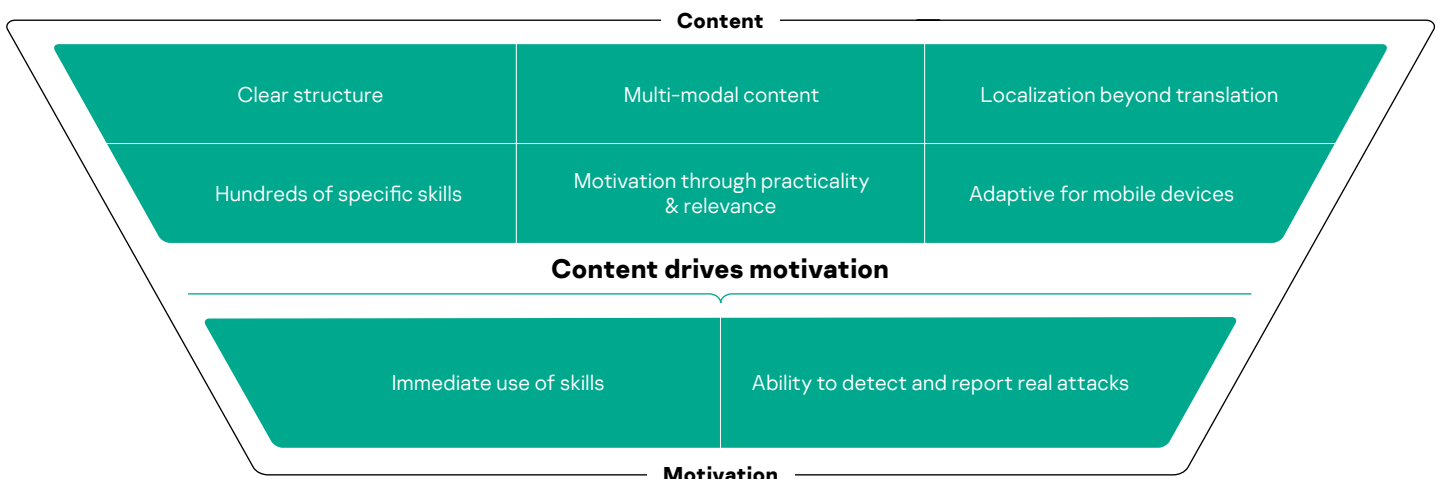 Content
Clear structure
Multi-modal content
Localization beyond translation
Hundreds of specific skills
Motivation through practicality
& relevance
Adaptive for mobile devices
Content drives motivation
Immediate use of skills
Ability to detect and report real attacks
Motivation